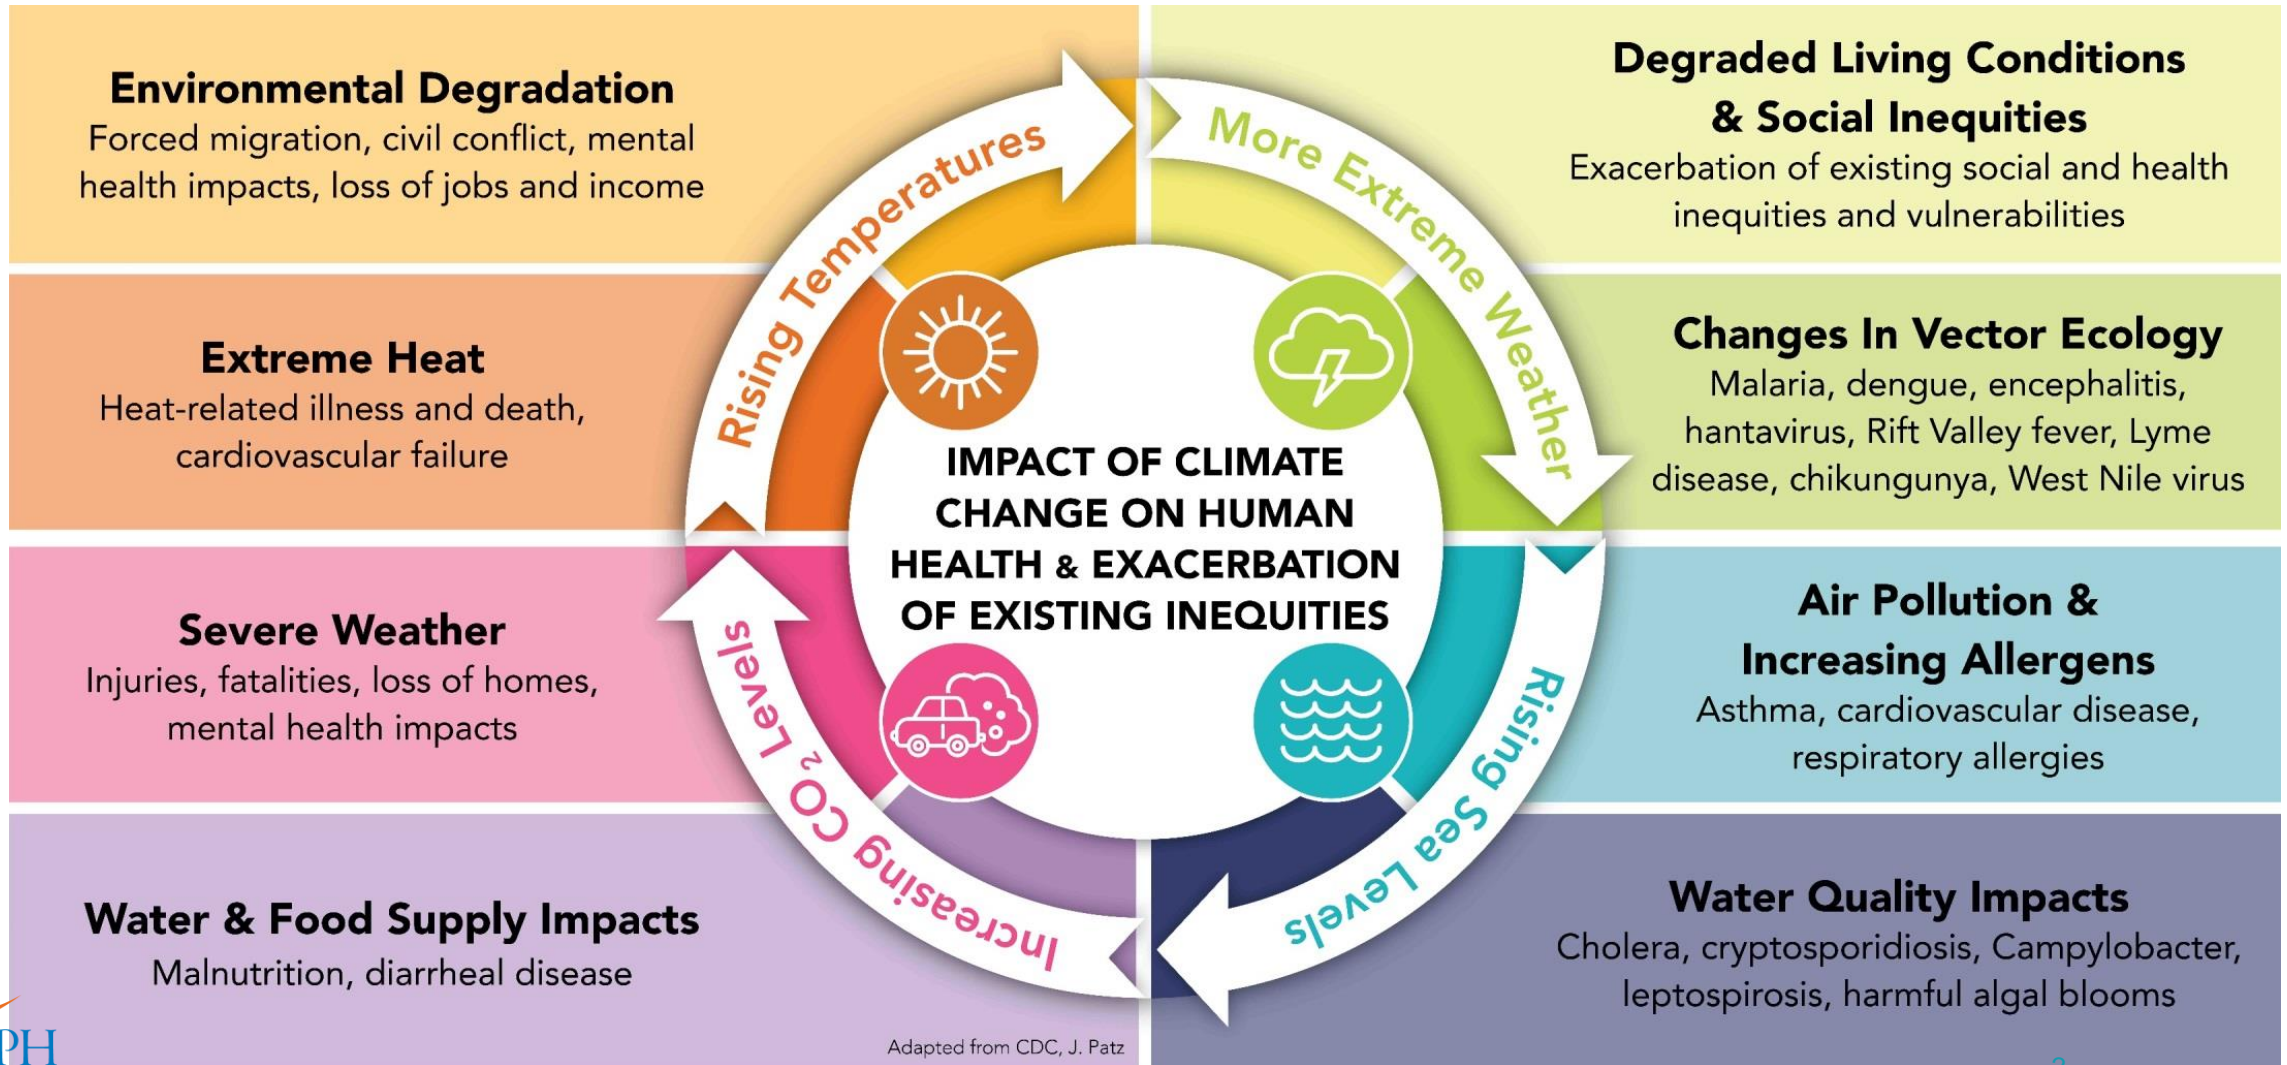 Environmental Degradation
Forced migration, civil conflict, mental
health impacts, loss of jobs and income
Extreme Heat
Heat-related illness and death,
cardiovascular failure
Severe Weather
Injuries, fatalities, loss of homes,
mental health impacts
Water & Food Supply Impacts
Malnutrition, diarrheal disease
Rising Temperatures
More Extreme Weather
Rising Sea Levels
Increasing CO₂ Levels
IMPACT OF CLIMATE
CHANGE ON HUMAN
HEALTH & EXACERBATION
OF EXISTING INEQUITIES
Degraded Living Conditions
& Social Inequities
Exacerbation of existing social and health
inequities and vulnerabilities
Changes In Vector Ecology
Malaria, dengue, encephalitis,
hantavirus, Rift Valley fever, Lyme
disease, chikungunya, West Nile virus
Air Pollution &
Increasing Allergens
Asthma, cardiovascular disease,
respiratory allergies
Water Quality Impacts
Cholera, cryptosporidiosis, Campylobacter,
leptospirosis, harmful algal blooms
Adapted from CDC, J. Patz
PH